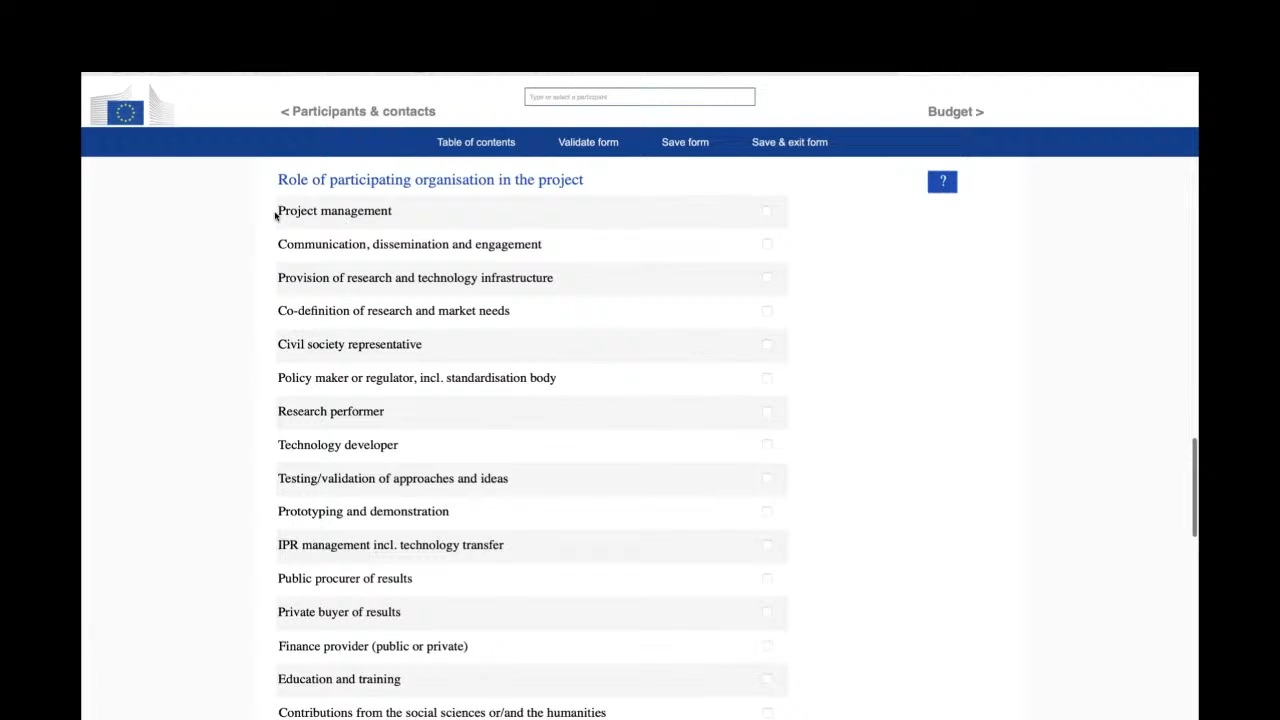 Type or select a participant
< Participants & contacts
Budget >
Table of contents
Validate form
Save form
Save & exit form
Role of participating organisation in the project
?
Project management
Communication, dissemination and engagement
Provision of research and technology infrastructure
Co-definition of research and market needs
Civil society representative
Policy maker or regulator, incl. standardisation body
Research performer
Technology developer
Testing/validation of approaches and ideas
Prototyping and demonstration
IPR management incl. technology transfer
Public procurer of results
Private buyer of results
Finance provider (public or private)
Education and training
Contributions from the social sciences or/and the humanities